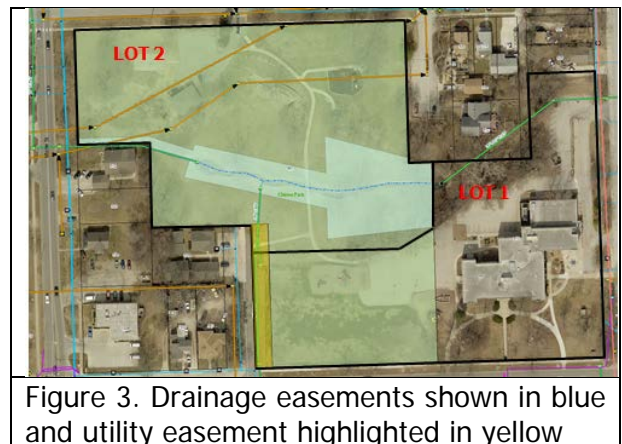 LOT 2
LOT 1
Figure 3. Drainage easements shown in blue
and utility easement highlighted in yellow